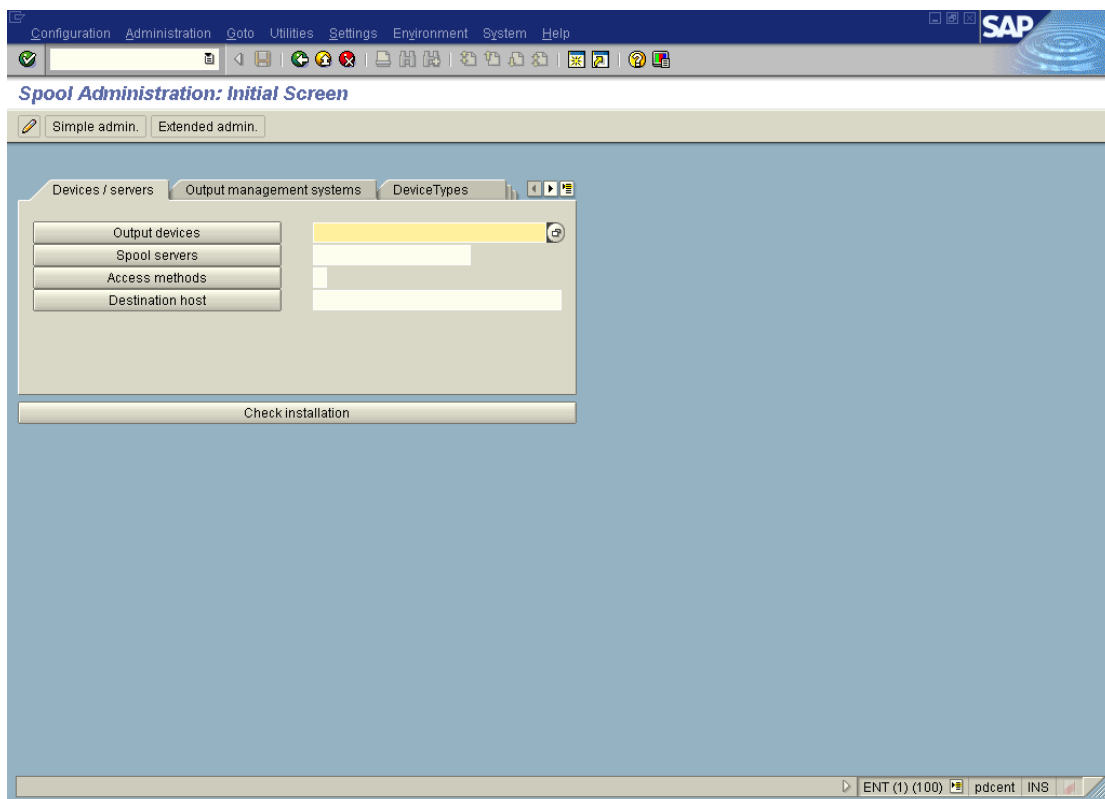 Configuration Administration Goto Utilities Settings Environment System Help
SAP
Spool Administration: Initial Screen
Simple admin. Extended admin.
Devices / servers Output management systems DeviceTypes
Output devices
Spool servers
Access methods
Destination host
Check installation
ENT (1) (100) pdcent INS